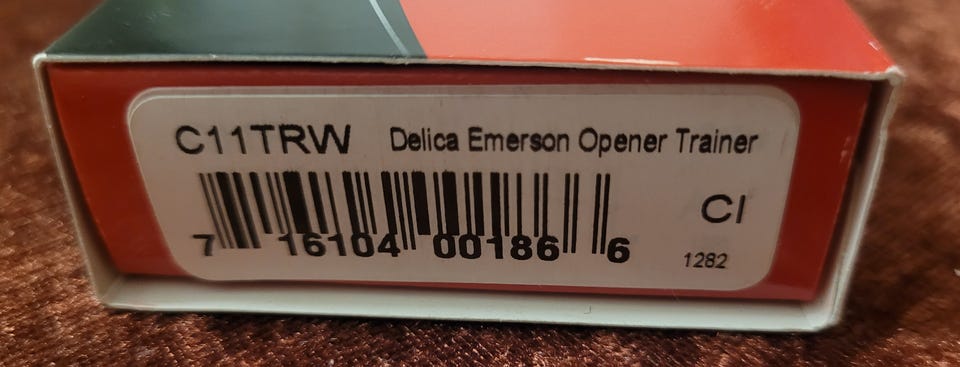 C11TRW Delica Emerson Opener Trainer
CI
7 16104 00186 6
1282